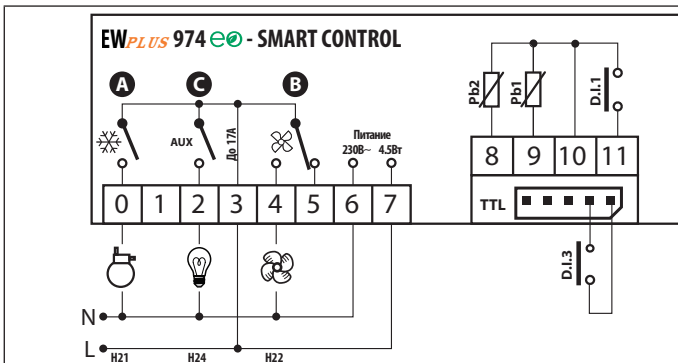 EWPLUS 974 eo - SMART CONTROL
A
C
B
AUX
До 17А
Питание
230В~ 4.5Вт
0 1 2 3 4 5 6 7
Pb2
Pb1
D.I.1
8 9 10 11
TTL
D.I.3
N
L
H21 H24 H22